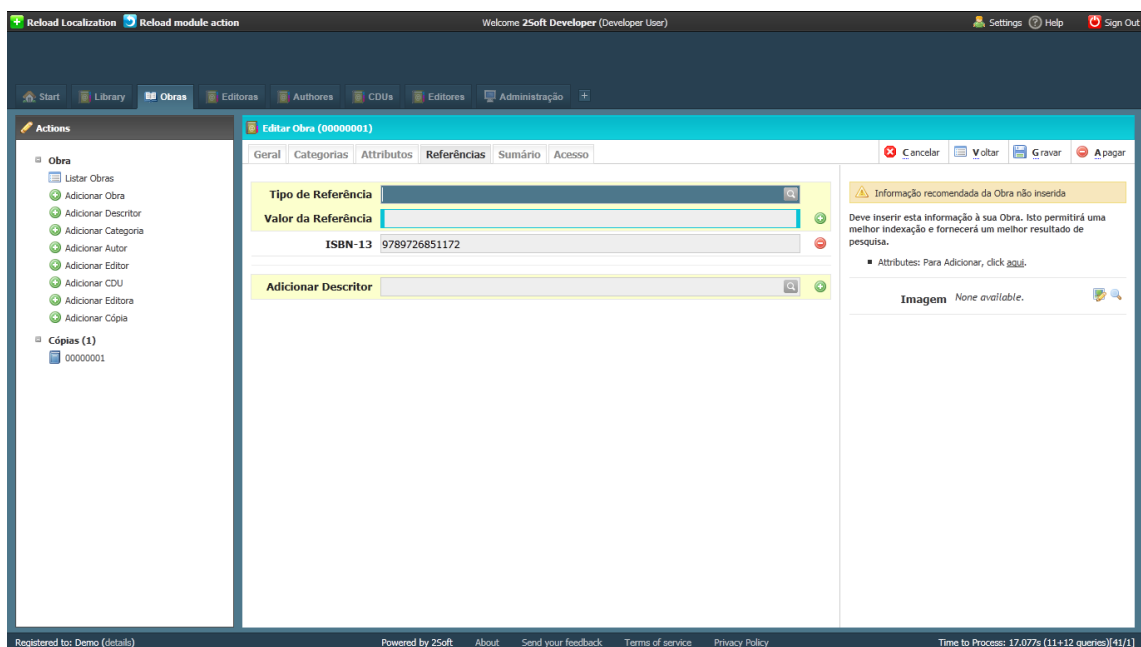 Reload Localization Reload module action Welcome 2Soft Developer (Developer User) Settings Help Sign Out
Start Library Obras Editoras Authores CDUs Editores Administração +
Actions
Editar Obra (00000001)
Geral Categorias Attributos Referências Sumário Acesso
Cancelar Voltar Gravar Apagar
Obra
Listar Obras
Adicionar Obra
Adicionar Descritor
Adicionar Categoria
Adicionar Autor
Adicionar Editor
Adicionar CDU
Adicionar Editora
Adicionar Cópia
Cópias (1)
00000001
Tipo de Referência
Valor da Referência
ISBN-13 9789726851172
Adicionar Descritor
Informação recomendada da Obra não inserida
Deve inserir esta informação à sua Obra. Isto permitirá uma
melhor indexação e fornecerá um melhor resultado de
pesquisa.
Attributes: Para Adicionar, click aqui.
Imagem None available.
Registered to: Demo (details) Powered by 2Soft About Send your feedback Terms of service Privacy Policy Time to Process: 17.077s (11+12 queries)[41/1]